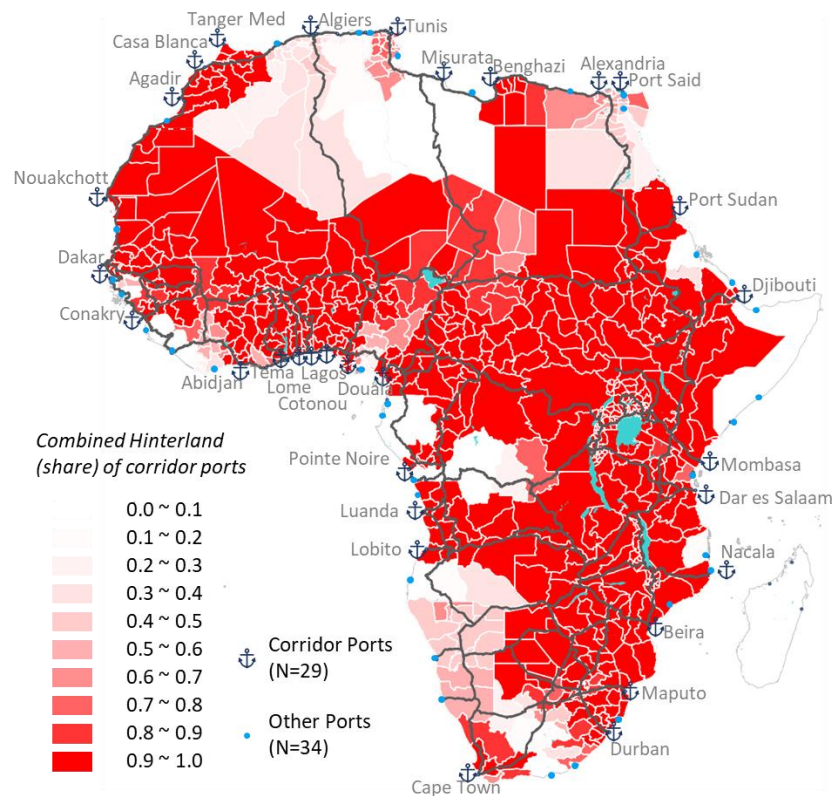 Tanger Med
Algiers
Tunis
Casa Blanca
Misurata
Benghazi
Alexandria
Port Said
Agadir
Nouakchott
Port Sudan
Dakar
Djibouti
Conakry
Abidjan
Tema
Lagos
Douala
Lome
Cotonou
Combined Hinterland
(share) of corridor ports
Pointe Noire
Mombasa
Luanda
Dar es Salaam
Lobito
Nacala
0.0 ~ 0.1
0.1 ~ 0.2
0.2 ~ 0.3
0.3 ~ 0.4
0.4 ~ 0.5
0.5 ~ 0.6
0.6 ~ 0.7
0.7 ~ 0.8
0.8 ~ 0.9
0.9 ~ 1.0
Corridor Ports
(N=29)
Other Ports
(N=34)
Beira
Maputo
Durban
Cape Town